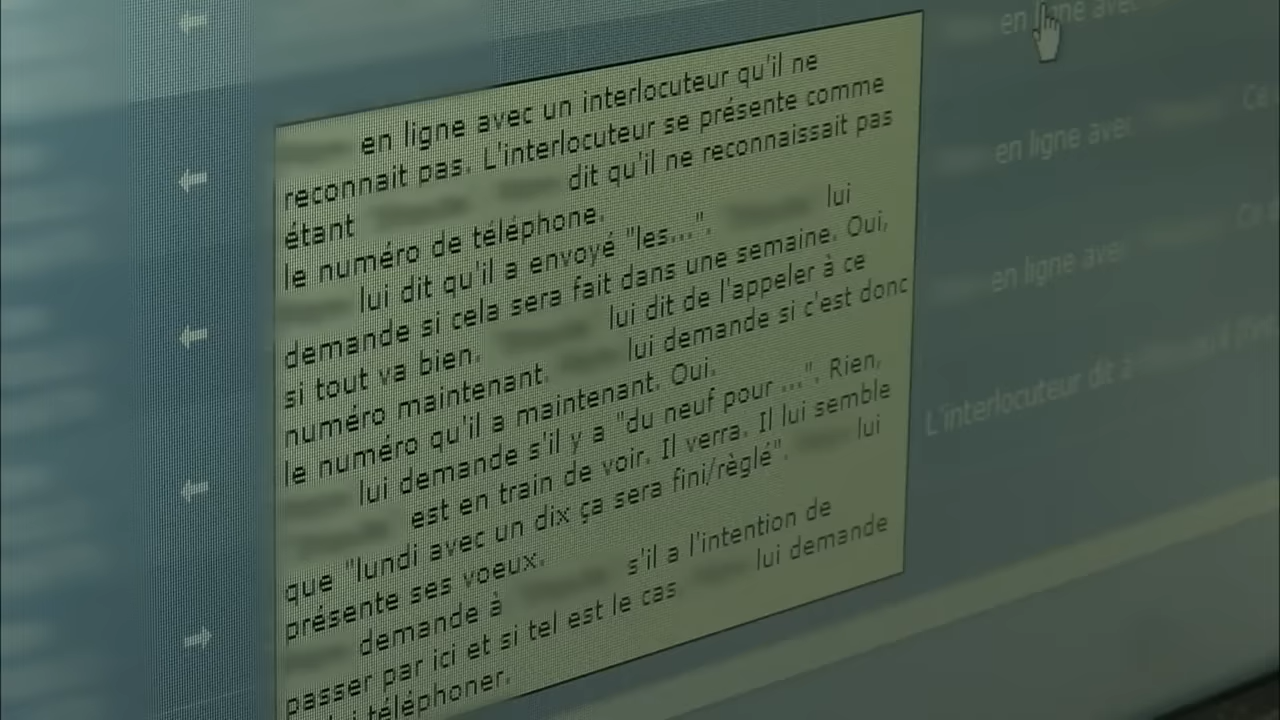 en ligne avec un interlocuteur qu'il ne
reconnait pas. L'interlocuteur se présente comme
étant dit qu'il ne reconnaissait pas
le numéro de téléphone.
lui dit qu'il a envoyé "les...". lui
demande si cela sera fait dans une semaine. Oui,
si tout va bien. lui dit de l'appeler à ce
numéro maintenant. lui demande si c'est donc
le numéro qu'il a maintenant. Oui.
lui demande s'il y a "du neuf pour ...". Rien,
est en train de voir. Il verra. Il lui semble
que "lundi avec un dix ça sera fini/règlé". lui
présente ses voeux.
demande à s'il a l'intention de
passer par ici et si tel est le cas lui demande
téléphoner.
en ligne avec
en ligne avec
en ligne avec
L'interlocuteur dit à